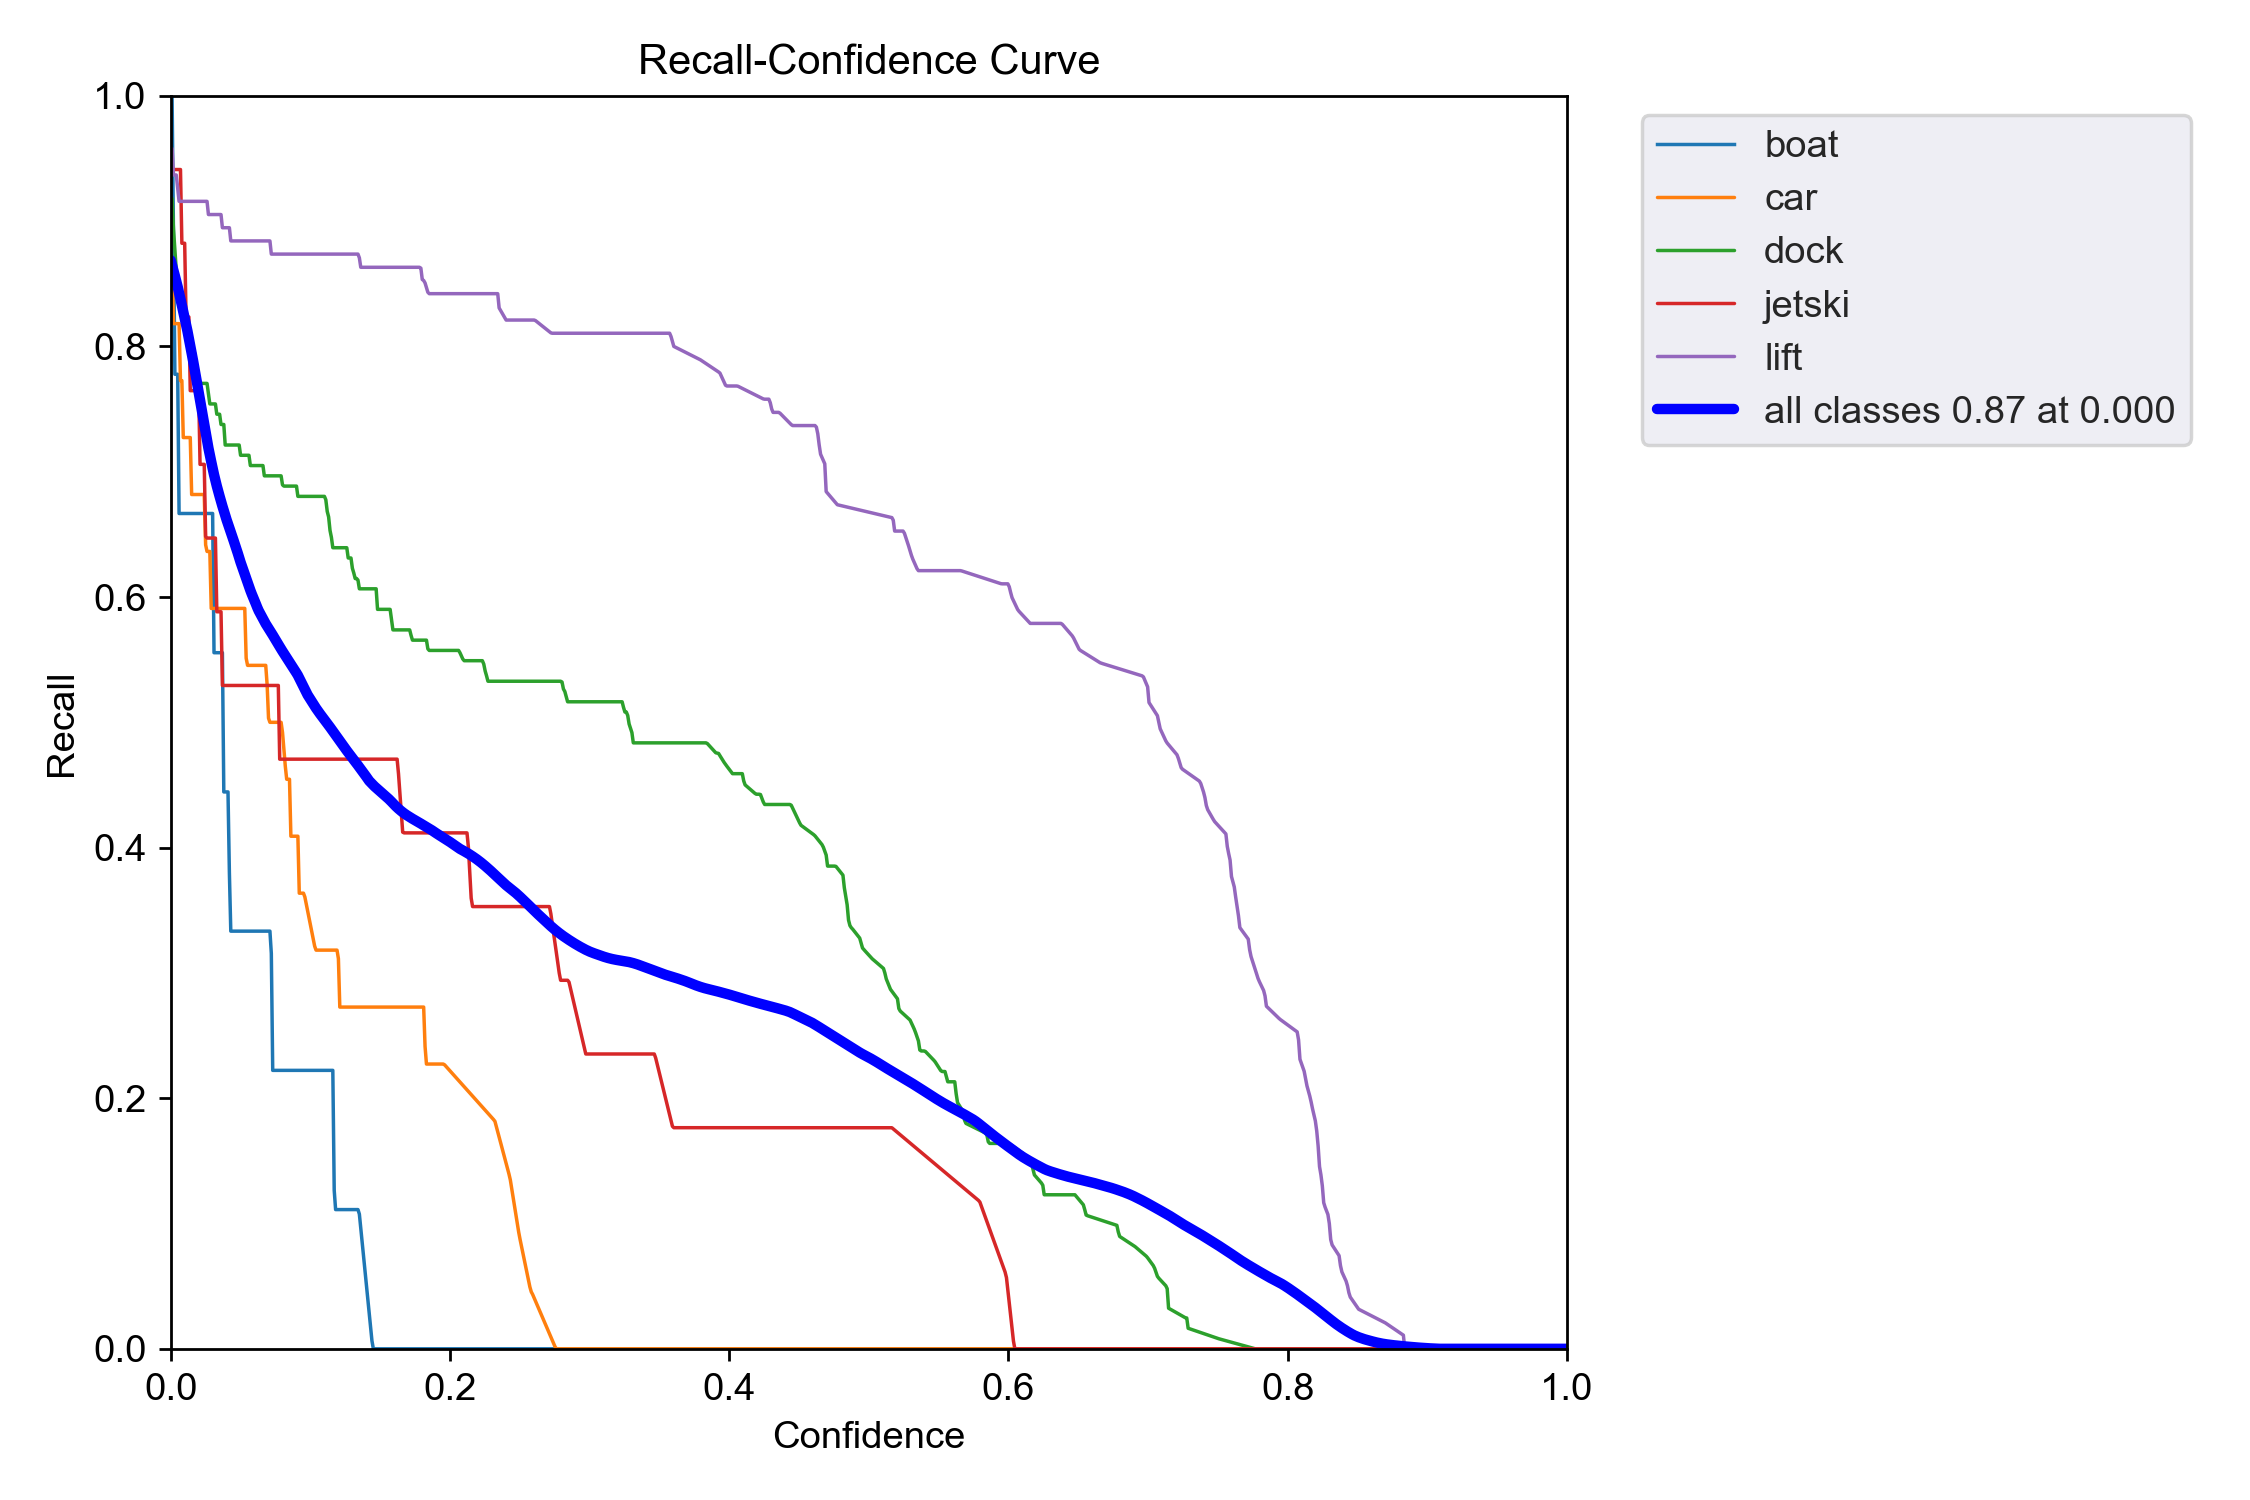 Recall-Confidence Curve
1.0
0.8
0.6
0.4
0.2
0.0
Recall
0.0 0.2 0.4 0.6 0.8 1.0
Confidence
boat
car
dock
jetski
lift
all classes 0.87 at 0.000